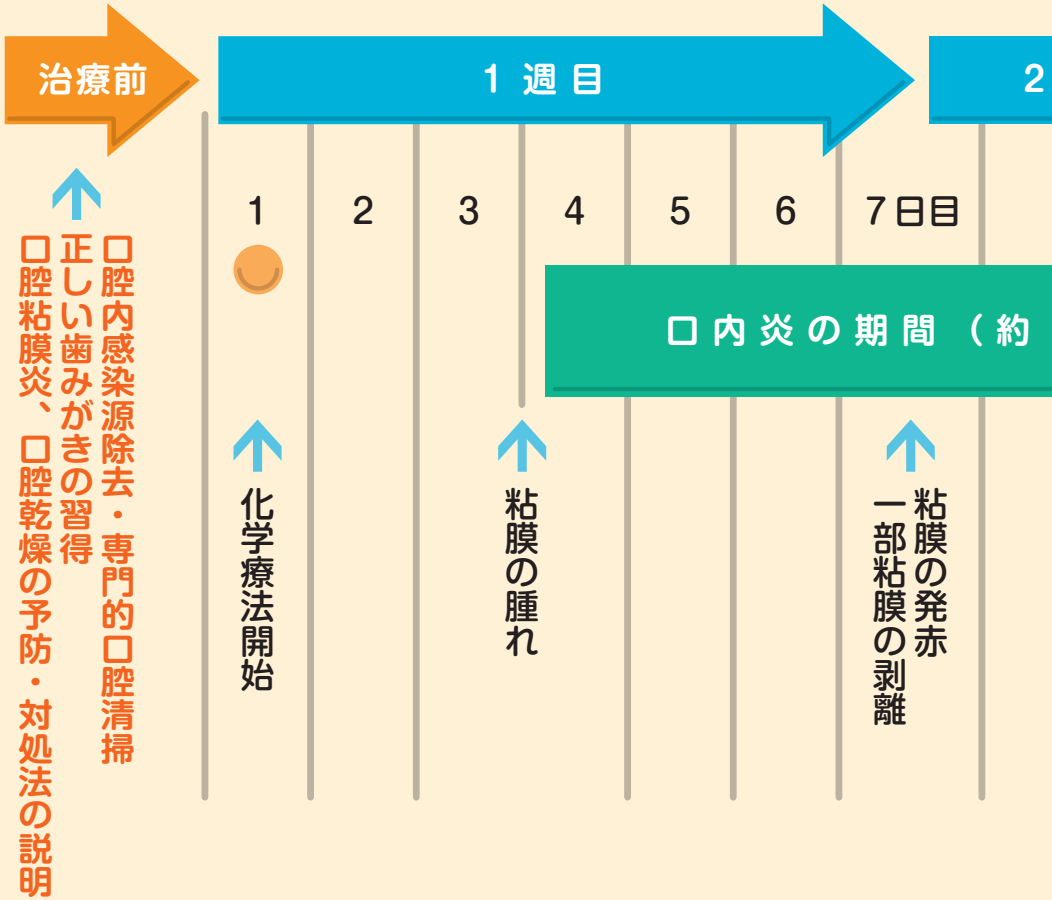 治療前
1 週 目
2
1
2
3
4
5
6
7日目
口内炎の期間（約
口腔内感染源除去・専門的口腔清掃
正しい歯みがきの習得
口腔粘膜炎、口腔乾燥の予防・対処法の説明
化学療法開始
粘膜の腫れ
粘膜の発赤
一部粘膜の剥離